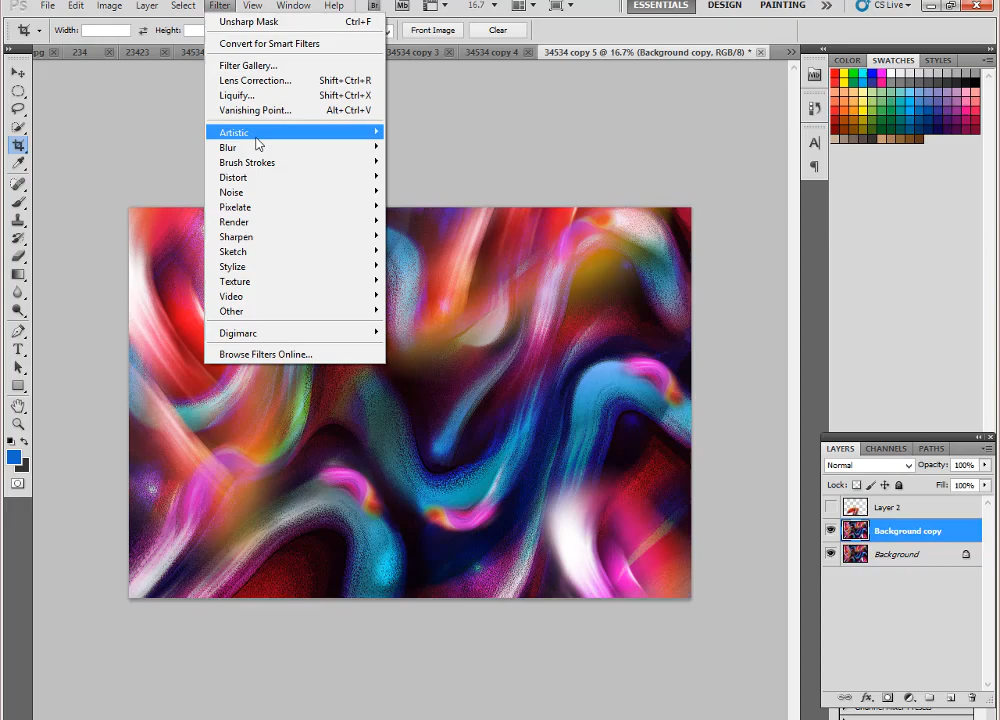 PS File Edit Image Layer Select Filter View Window Help Br Mb 16.7 ESSENTIALS DESIGN PAINTING CS Live
Width: Height: Front Image Clear
234 23423 34534 copy 3 34534 copy 4 34534 copy 5 @ 16.7% (Background copy, RGB/8) *
Unsharp Mask Ctrl+F
Convert for Smart Filters
Filter Gallery...
Lens Correction... Shift+Ctrl+R
Liquify... Shift+Ctrl+X
Vanishing Point... Alt+Ctrl+V
Artistic
Blur
Brush Strokes
Distort
Noise
Pixelate
Render
Sharpen
Sketch
Stylize
Texture
Video
Other
Digimarc
Browse Filters Online...
COLOR SWATCHES STYLES
Mb
LAYERS CHANNELS PATHS
Normal Opacity: 100%
Lock: Fill: 100%
Layer 2
Background copy
Background